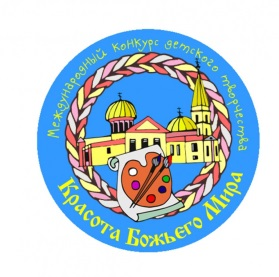 Международный конкурс детского творчества
Красота Божьего Мира